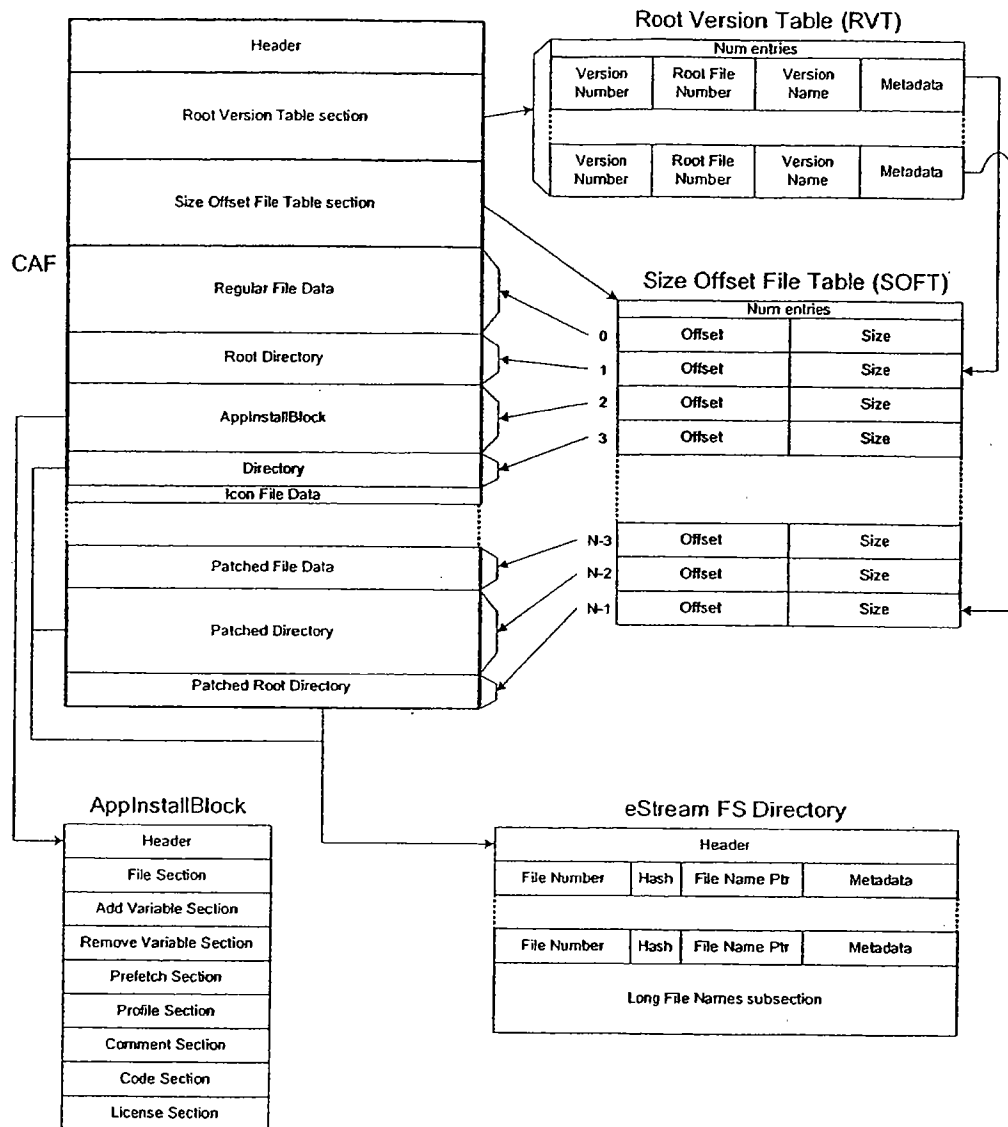 Root Version Table (RVT)
Num entries
Version Number
Root File Number
Version Name
Metadata
Version Number
Root File Number
Version Name
Metadata
CAF
Header
Root Version Table section
Size Offset File Table section
Regular File Data
Root Directory
AppInstallBlock
Directory
Icon File Data
Patched File Data
Patched Directory
Patched Root Directory
Size Offset File Table (SOFT)
Num entries
0 Offset Size
1 Offset Size
2 Offset Size
3 Offset Size
N-3 Offset Size
N-2 Offset Size
N-1 Offset Size
AppInstallBlock
Header
File Section
Add Variable Section
Remove Variable Section
Prefetch Section
Profile Section
Comment Section
Code Section
License Section
eStream FS Directory
Header
File Number Hash File Name Ptr Metadata
File Number Hash File Name Ptr Metadata
Long File Names subsection